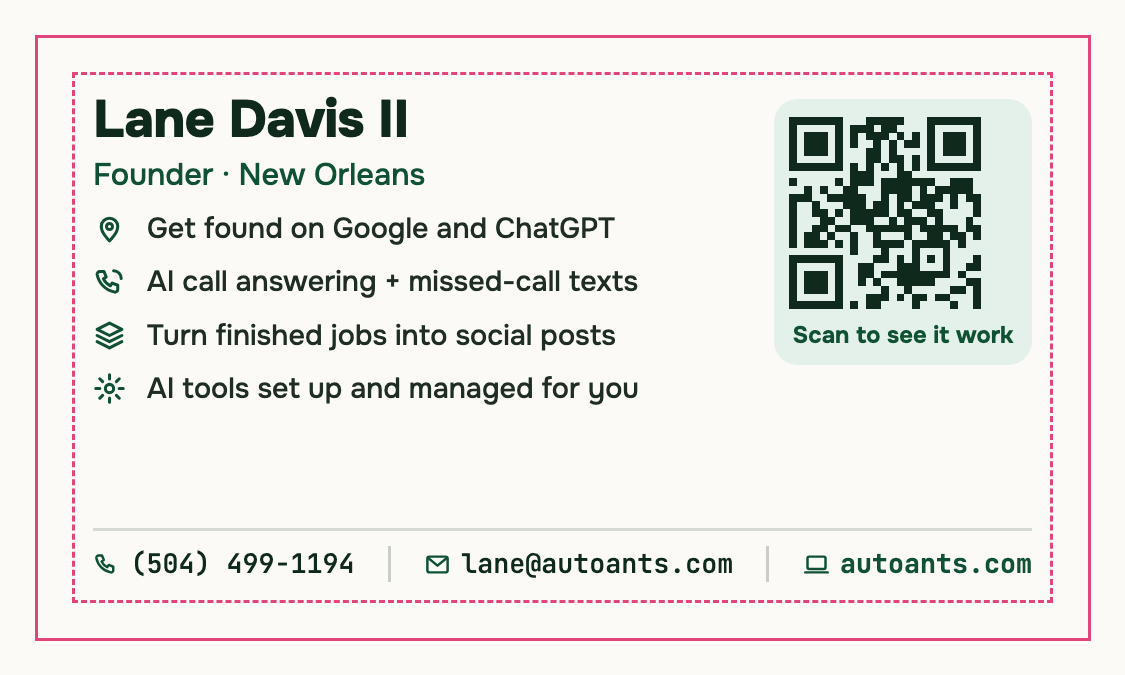 Lane Davis II
Founder · New Orleans
Get found on Google and ChatGPT
AI call answering + missed-call texts
Turn finished jobs into social posts
AI tools set up and managed for you
Scan to see it work
(504) 499-1194
lane@autoants.com
autoants.com